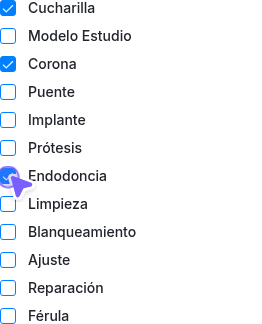 Cucharilla
Modelo Estudio
Corona
Puente
Implante
Prótesis
Endodoncia
Limpieza
Blanqueamiento
Ajuste
Reparación
Férula